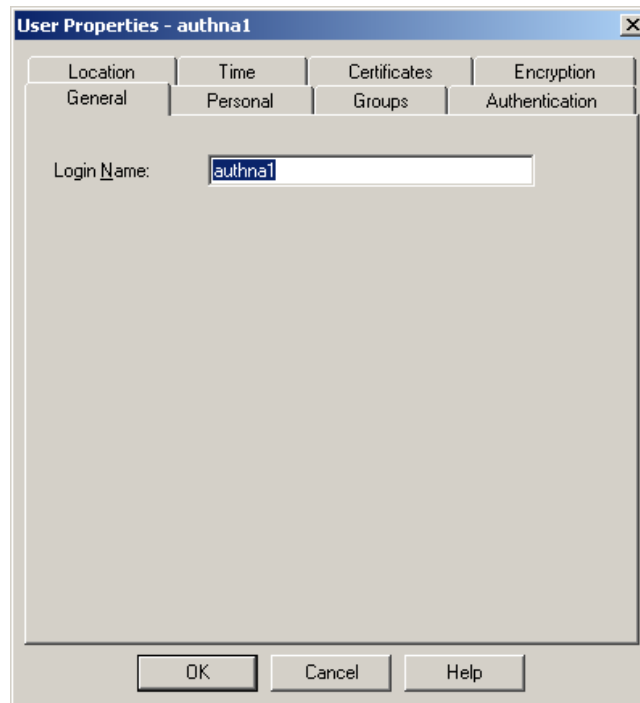 User Properties - authna1
Location Time Certificates Encryption
General Personal Groups Authentication
Login Name: authna1
OK Cancel Help